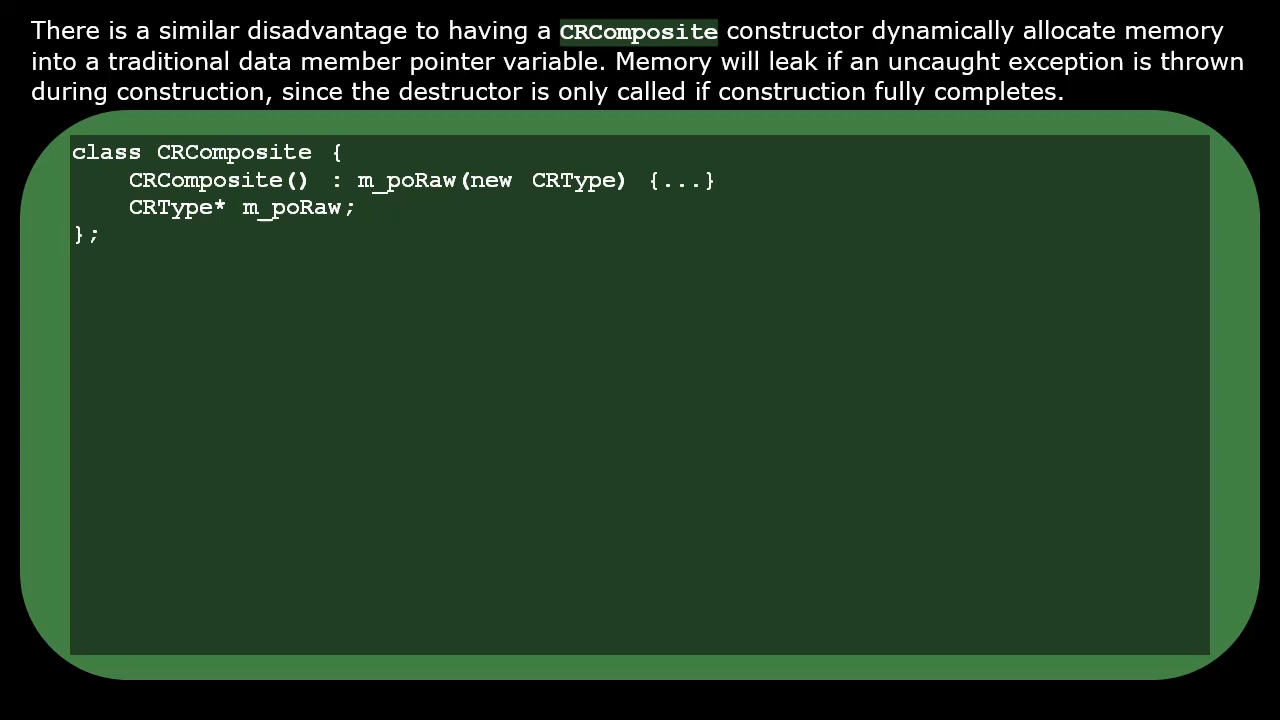 There is a similar disadvantage to having a CRComposite constructor dynamically allocate memory
into a traditional data member pointer variable. Memory will leak if an uncaught exception is thrown
during construction, since the destructor is only called if construction fully completes.
class CRComposite {
    CRComposite() : m_poRaw(new CRType) {...}
    CRType* m_poRaw;
};